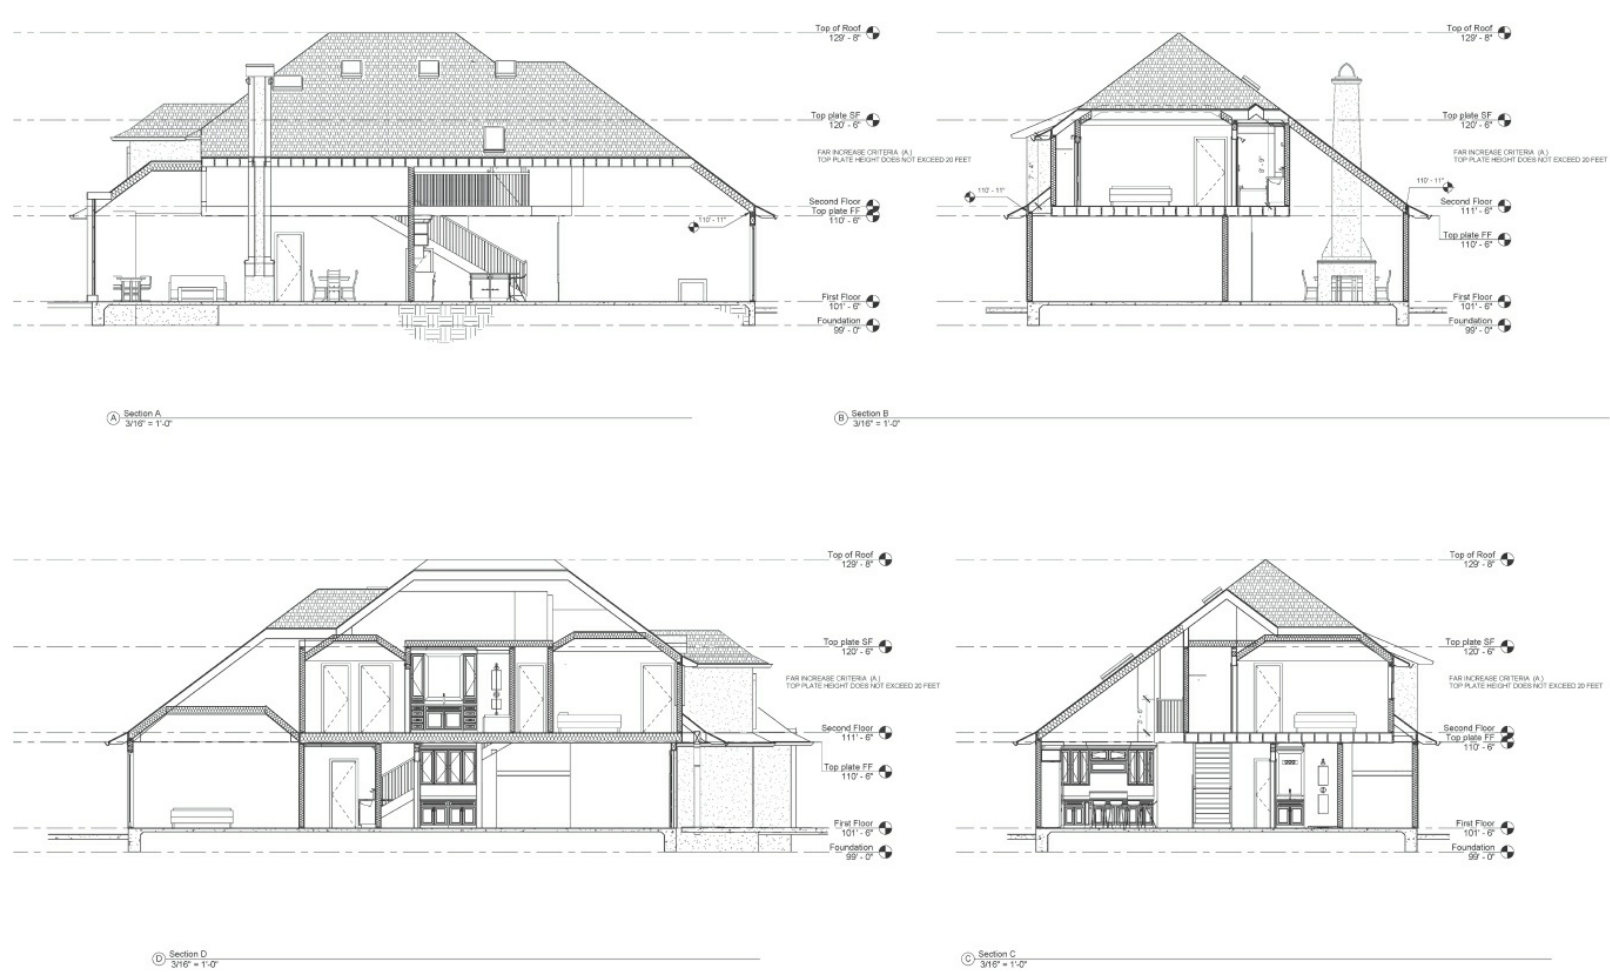 Top of Roof
129' - 8"
Top plate SF
120' - 6"
FAR INCREASE CRITERIA (A.)
TOP PLATE HEIGHT DOES NOT EXCEED 20 FEET
Second Floor
111' - 6"
Top plate FF
110' - 6"
110' - 11"
First Floor
101' - 6"
Foundation
99' - 0"
A
Section A
3/16" = 1'-0"
Top of Roof
129' - 8"
Top plate SF
120' - 6"
FAR INCREASE CRITERIA (A.)
TOP PLATE HEIGHT DOES NOT EXCEED 20 FEET
7' - 4"
8' - 9"
110' - 11"
110' - 11"
Second Floor
111' - 6"
Top plate FF
110' - 6"
First Floor
101' - 6"
Foundation
99' - 0"
B
Section B
3/16" = 1'-0"
Top of Roof
129' - 8"
Top plate SF
120' - 6"
FAR INCREASE CRITERIA (A.)
TOP PLATE HEIGHT DOES NOT EXCEED 20 FEET
Second Floor
111' - 6"
Top plate FF
110' - 6"
First Floor
101' - 6"
Foundation
99' - 0"
D
Section D
3/16" = 1'-0"
Top of Roof
129' - 8"
Top plate SF
120' - 6"
FAR INCREASE CRITERIA (A.)
TOP PLATE HEIGHT DOES NOT EXCEED 20 FEET
Second Floor
111' - 6"
Top plate FF
110' - 6"
First Floor
101' - 6"
Foundation
99' - 0"
C
Section C
3/16" = 1'-0"